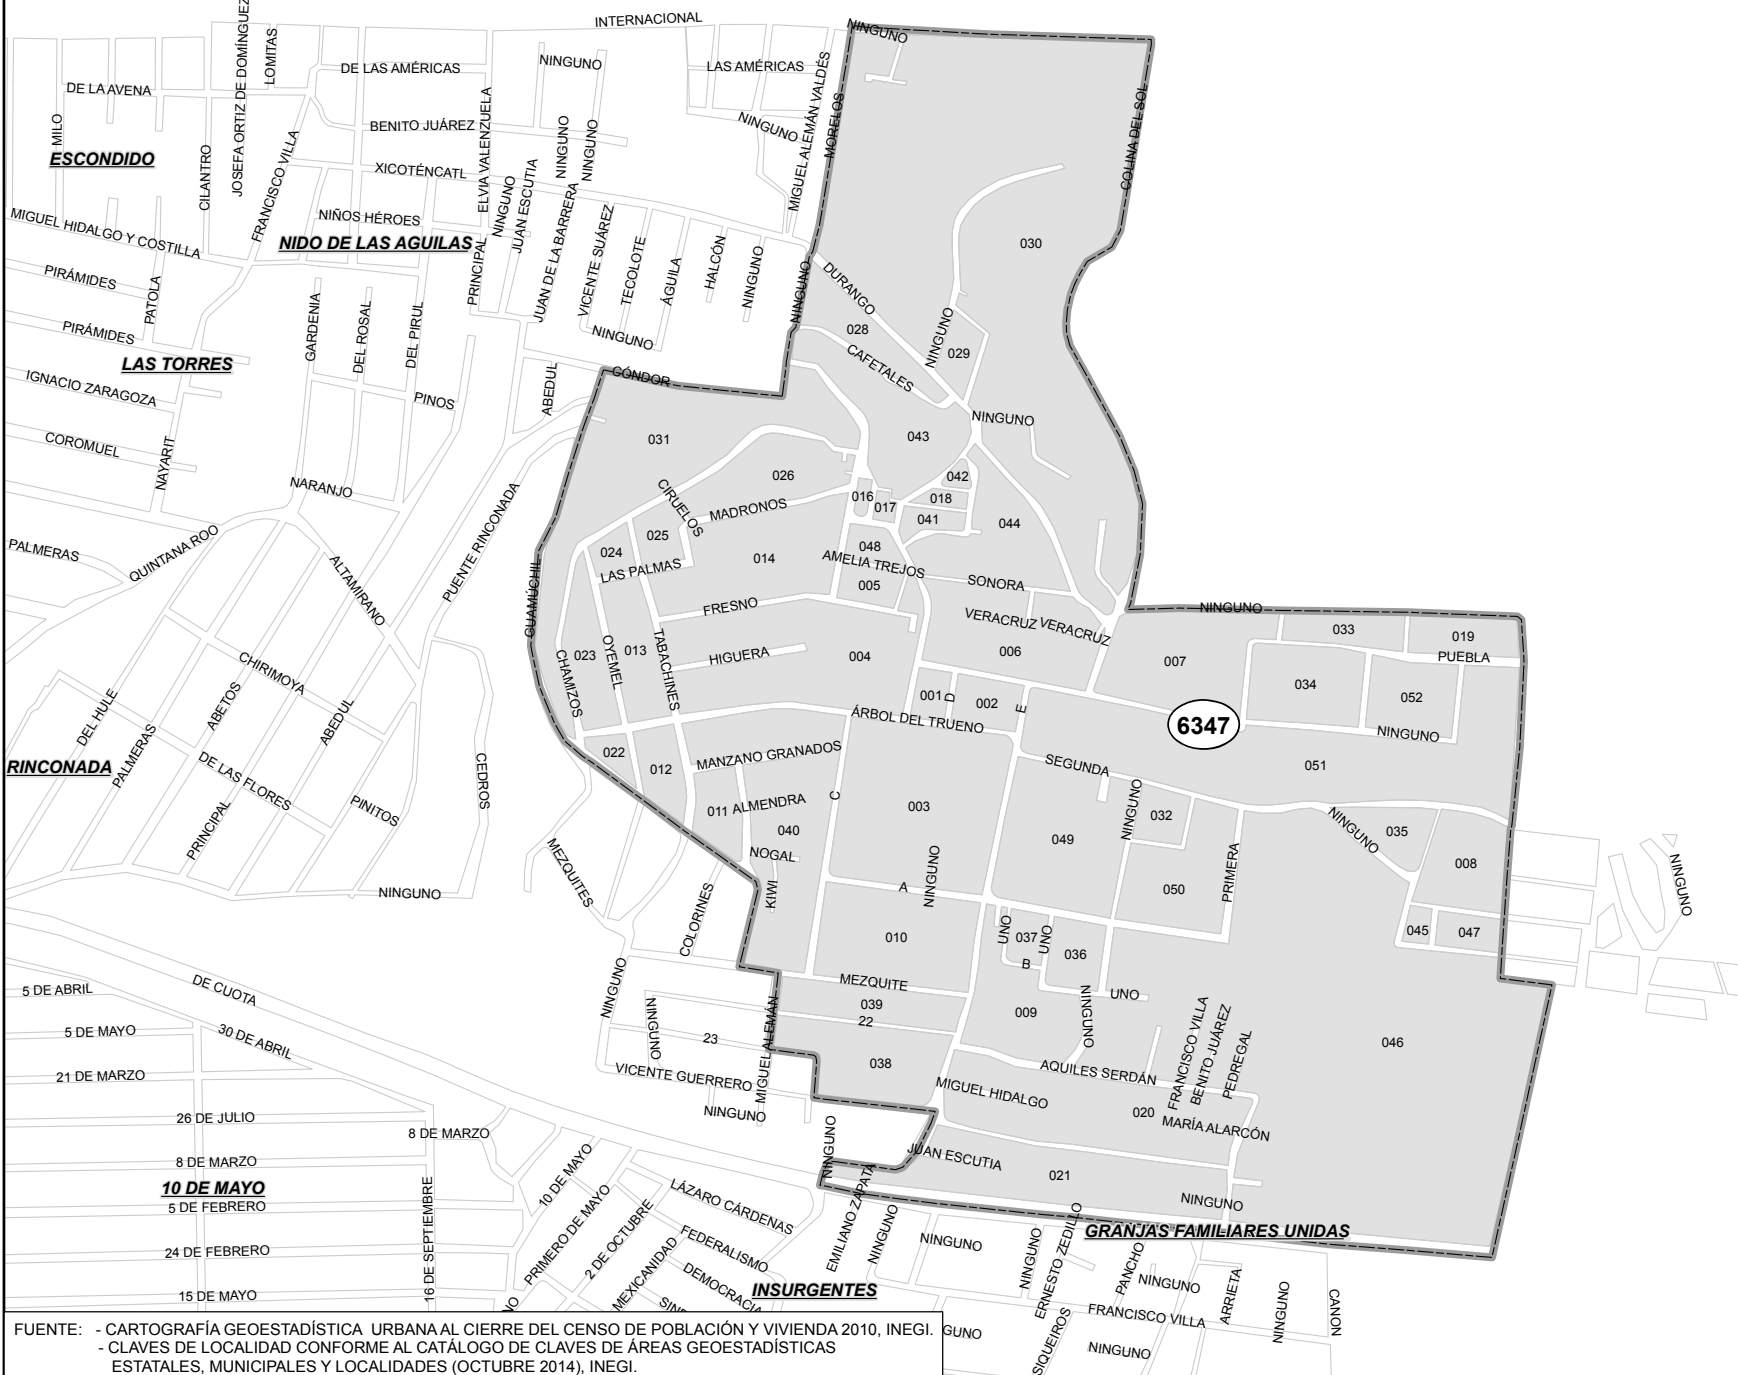 INTERNACIONAL
NINGUNO
JOSEFA ORTIZ DE DOMÍNGUEZ
LOMITAS
DE LAS AMÉRICAS
NINGUNO
LAS AMÉRICAS
DE LA AVENA
MILO
ELVIA VALENZUELA
BENITO JUÁREZ
NINGUNO
MIGUEL ALEMÁN VALDÉS
MORELOS
COLINA DEL SOL
ESCONDIDO
CILANTRO
FRANCISCO VILLA
XICOTÉNCATL
NINGUNO
JUAN ESCUTIA
NINGUNO
NINGUNO
MIGUEL HIDALGO Y COSTILLA
NIÑOS HÉROES
NIDO DE LAS AGUILAS
PRINCIPAL
JUAN DE LA BARRERA
VICENTE SUÁREZ
TECOLOTE
ÁGUILA
HALCÓN
NINGUNO
NINGUNO
DURANGO
030
PIRÁMIDES
PATOLA
PIRÁMIDES
GARDENIA
DEL ROSAL
DEL PIRUL
NINGUNO
028
CAFETALES
NINGUNO
029
LAS TORRES
IGNACIO ZARAGOZA
PINOS
ABEDUL
CÓNDOR
NINGUNO
COROMUEL
NAYARIT
031
043
026
042
NARANJO
CIRUELOS
MADRONOS
016
017
018
041
044
PALMERAS
QUINTANA ROO
ALTAMIRANO
PUENTE RINCONADA
GUAMÚCHIL
024
025
LAS PALMAS
014
048
AMELIA TREJOS
005
SONORA
FRESNO
VERACRUZ
VERACRUZ
NINGUNO
033
019
PUEBLA
CHIRIMOYA
023
CHAMIZOS
OYEMEL
013
TABACHINES
HIGUERA
004
006
007
034
052
DEL HULE
PALMERAS
ABETOS
ABEDUL
001
D
002
E
ÁRBOL DEL TRUENO
6347
NINGUNO
RINCONADA
DE LAS FLORES
PINITOS
PRINCIPAL
CEDROS
022
012
MANZANO GRANADOS
SEGUNDA
051
011
ALMENDRA
C
003
NINGUNO
032
NINGUNO
035
040
NOGAL
049
008
MEZQUITES
NINGUNO
COLORINES
KIWI
A
NINGUNO
050
PRIMERA
NINGUNO
010
UNO
037
UNO
B
036
045
047
5 DE ABRIL
DE CUOTA
NINGUNO
MEZQUITE
UNO
NINGUNO
5 DE MAYO
30 DE ABRIL
NINGUNO
23
MIGUEL ALEMÁN
039
22
009
FRANCISCO VILLA
BENITO JUÁREZ
PEDREGAL
046
21 DE MARZO
VICENTE GUERRERO
038
AQUILES SERDÁN
26 DE JULIO
8 DE MARZO
NINGUNO
MIGUEL HIDALGO
020
MARÍA ALARCÓN
8 DE MARZO
10 DE MAYO
NINGUNO
JUAN ESCUTIA
021
NINGUNO
10 DE MAYO
5 DE FEBRERO
16 DE SEPTIEMBRE
PRIMERO DE MAYO
2 DE OCTUBRE
LÁZARO CÁRDENAS
EMILIANO ZAPATA
NINGUNO
GRANJAS FAMILIARES UNIDAS
24 DE FEBRERO
MEXICANIDAD
FEDERALISMO
DEMOCRACIA
NINGUNO
NINGUNO
ERNESTO ZEDILLO
PANCHO
NINGUNO
ARRIETA
NINGUNO
CANON
15 DE MAYO
INSURGENTES
FRANCISCO VILLA
SIQUEIROS
NINGUNO
FUENTE: - CARTOGRAFÍA GEOESTADÍSTICA URBANA AL CIERRE DEL CENSO DE POBLACIÓN Y VIVIENDA 2010, INEGI.
- CLAVES DE LOCALIDAD CONFORME AL CATÁLOGO DE CLAVES DE ÁREAS GEOESTADÍSTICAS
ESTATALES, MUNICIPALES Y LOCALIDADES (OCTUBRE 2014), INEGI.